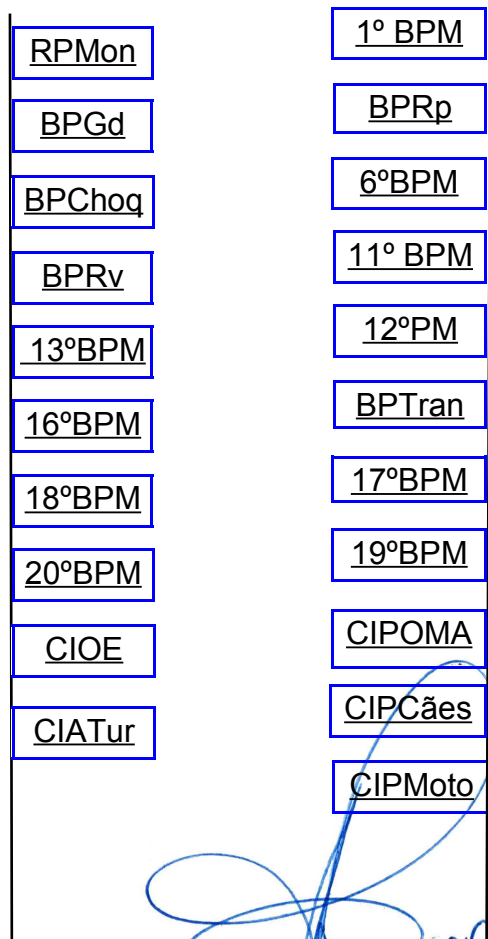 RPMon
BPGd
BPChoq
BPRv
13ºBPM
16ºBPM
18ºBPM
20ºBPM
CIOE
CIATur
1º BPM
BPRp
6ºBPM
11º BPM
12ºPM
BPTran
17ºBPM
19ºBPM
CIPOMA
CIPCães
CIPMoto